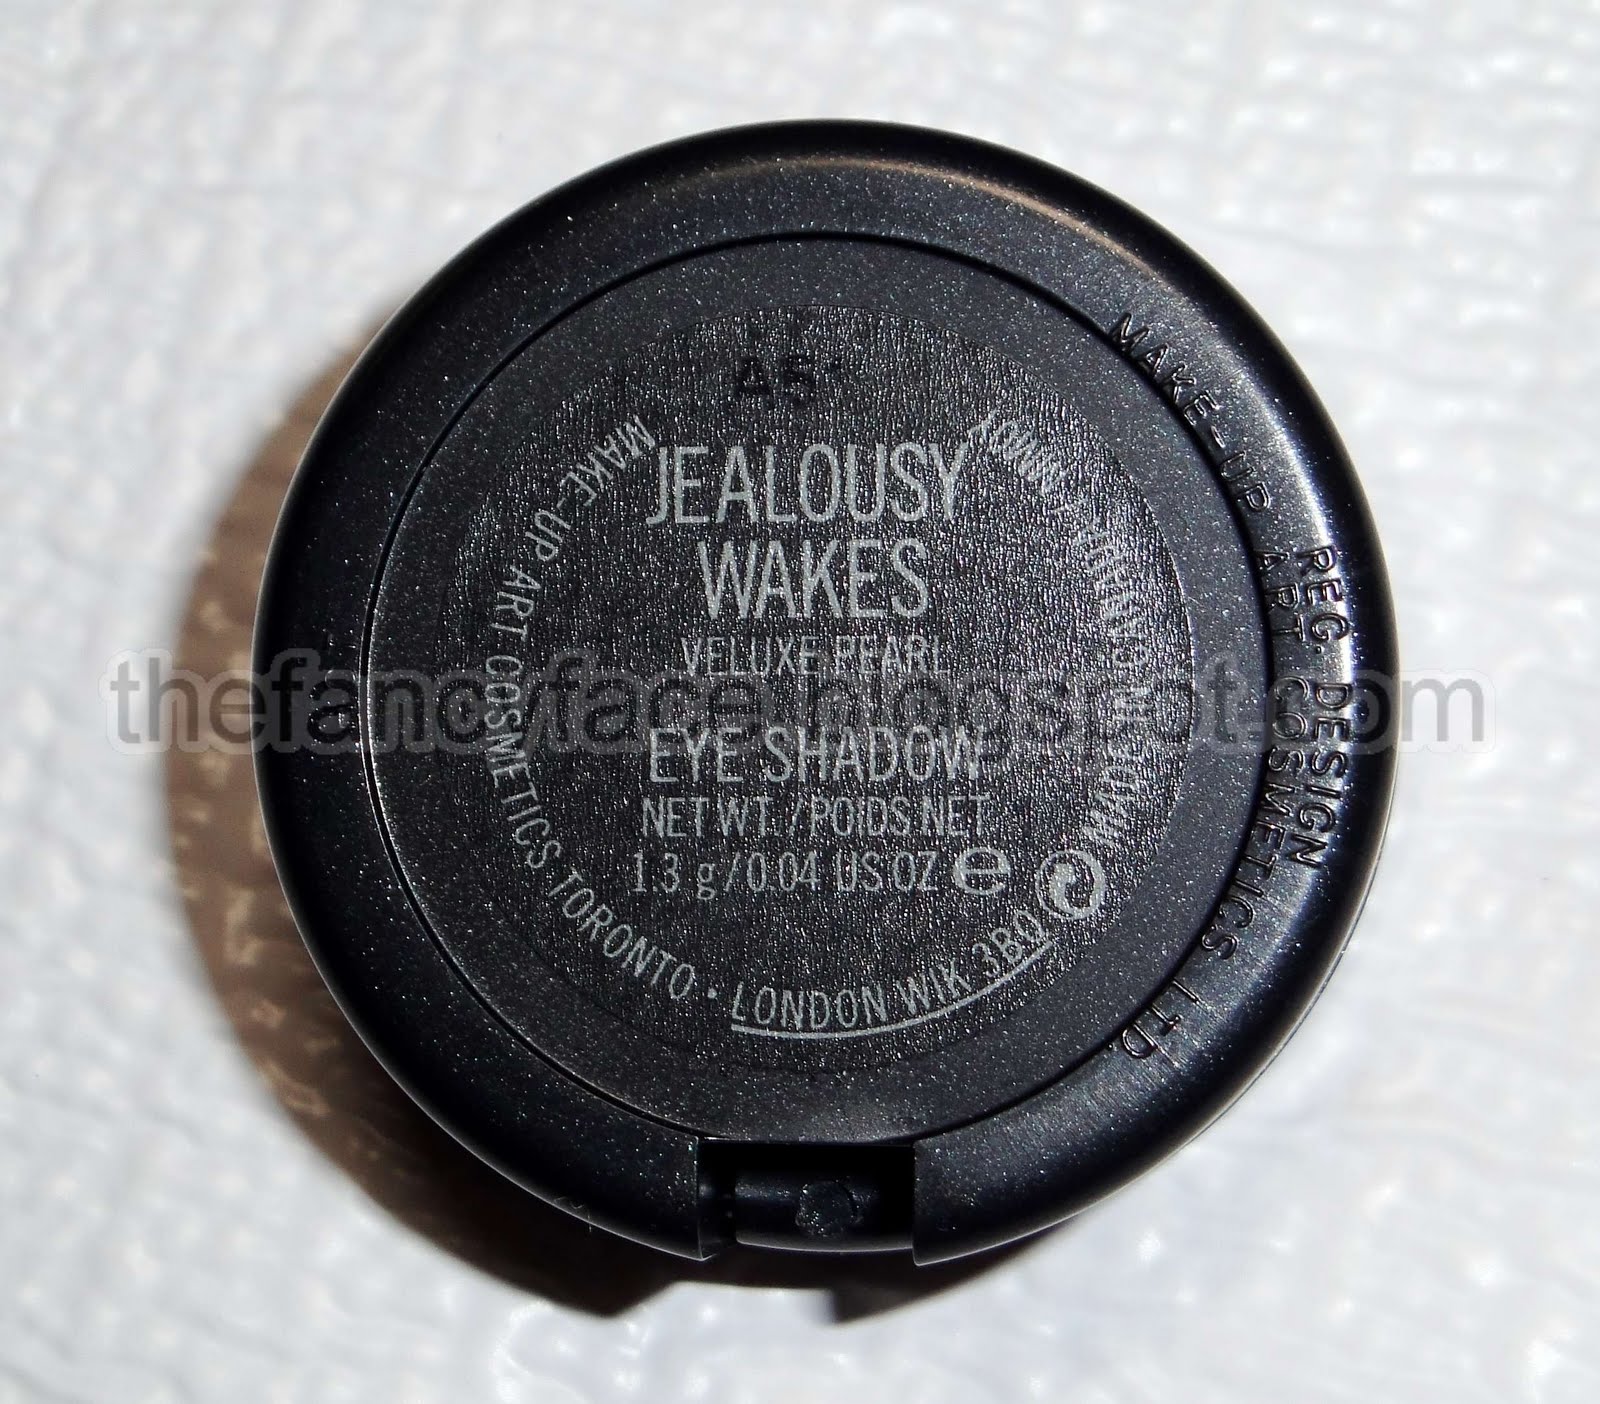 JEALOUSY
WAKES
VELUXE PEARL
EYE SHADOW
NET WT./POIDS NET
1.3 g/0.04 US OZ e
MAKE-UP ART COSMETICS TORONTO • LONDON W1K 3BQ
MAKE-UP ART COSMETICS LTD.
REG. DESIGN
thefancyface.blogspot.com